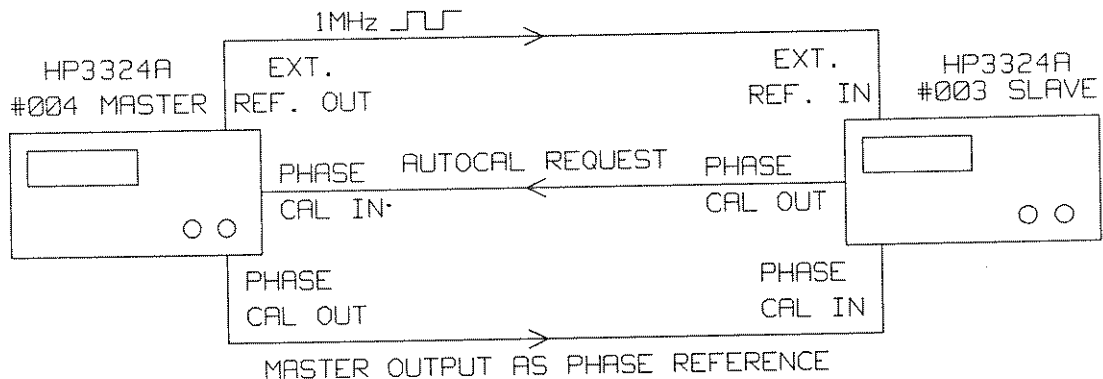 1MHz
HP3324A
#004 MASTER
EXT.
REF. OUT
EXT.
REF. IN
HP3324A
#003 SLAVE
PHASE
CAL IN
AUTOCAL REQUEST
PHASE
CAL OUT
PHASE
CAL OUT
PHASE
CAL IN
MASTER OUTPUT AS PHASE REFERENCE